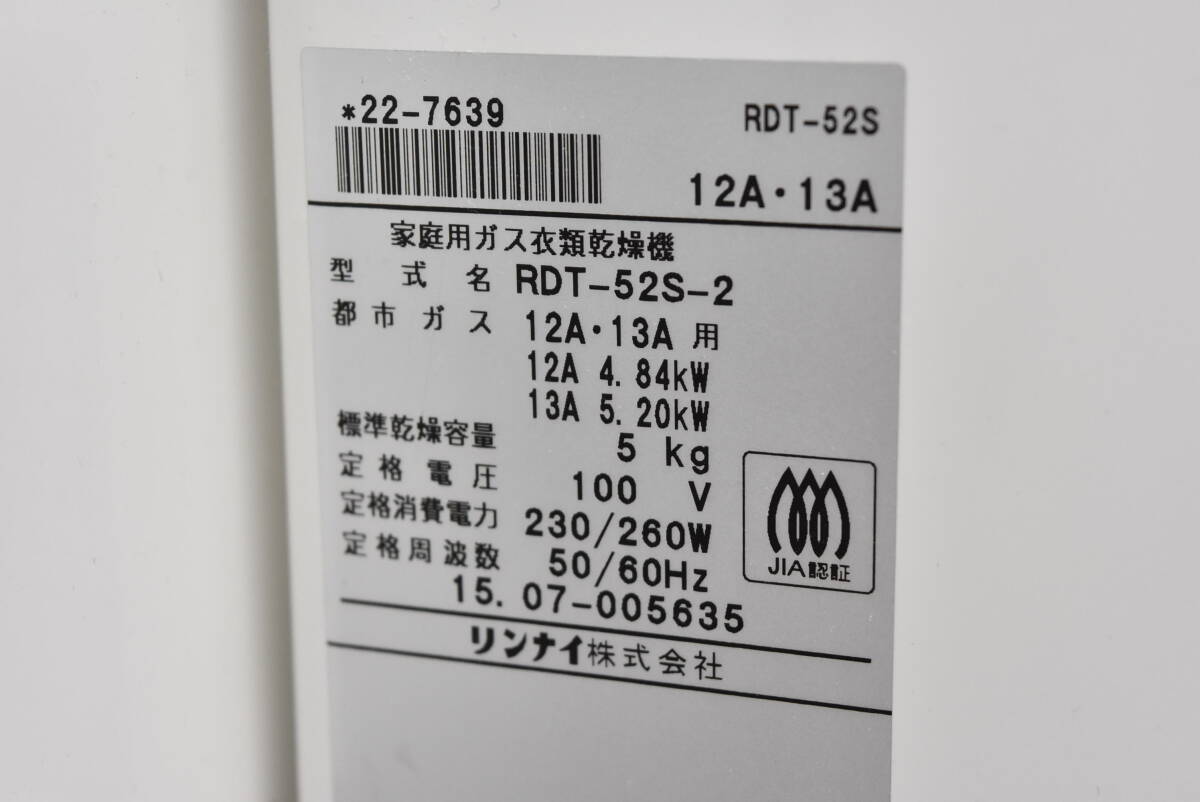 *22-7639
RDT-52S
12A・13A
家庭用ガス衣類乾燥機
型式名 RDT-52S-2
都市ガス 12A・13A 用
12A 4.84kW
13A 5.20kW
標準乾燥容量 5 kg
定格電圧 100 V
定格消費電力 230/260W
定格周波数 50/60Hz
15.07-005635
JIA認証
リンナイ株式会社